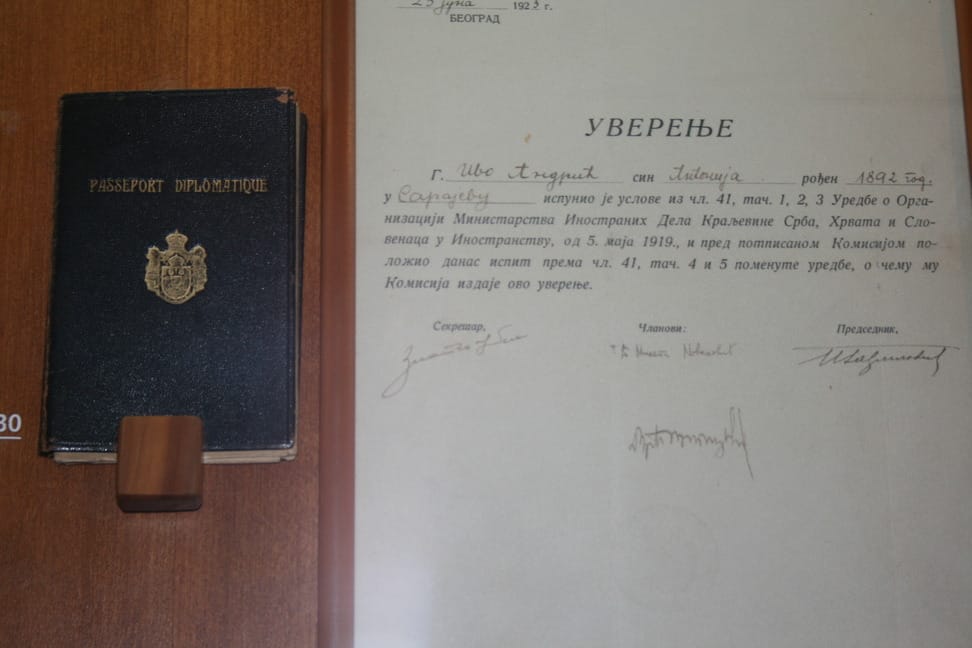 PASSEPORT DIPLOMATIQUE
30
1923 г.
БЕОГРАД
УВЕРЕЊЕ
Г. Иво Андрић син Антонија рођен 1892 год.
у Сарајеву испунио је услове из чл. 41, тач. 1, 2, 3 Уредбе о Орга-
низацији Министарства Иностраних Дела Краљевине Срба, Хрвата и Сло-
венаца у Иностранству, од 5. маја 1919., и пред потписаном Комисијом по-
ложио данас испит према чл. 41, тач. 4 и 5 поменуте уредбе, о чему му
Комисија издаје ово уверење.
Секретар, Чланови: Председник,